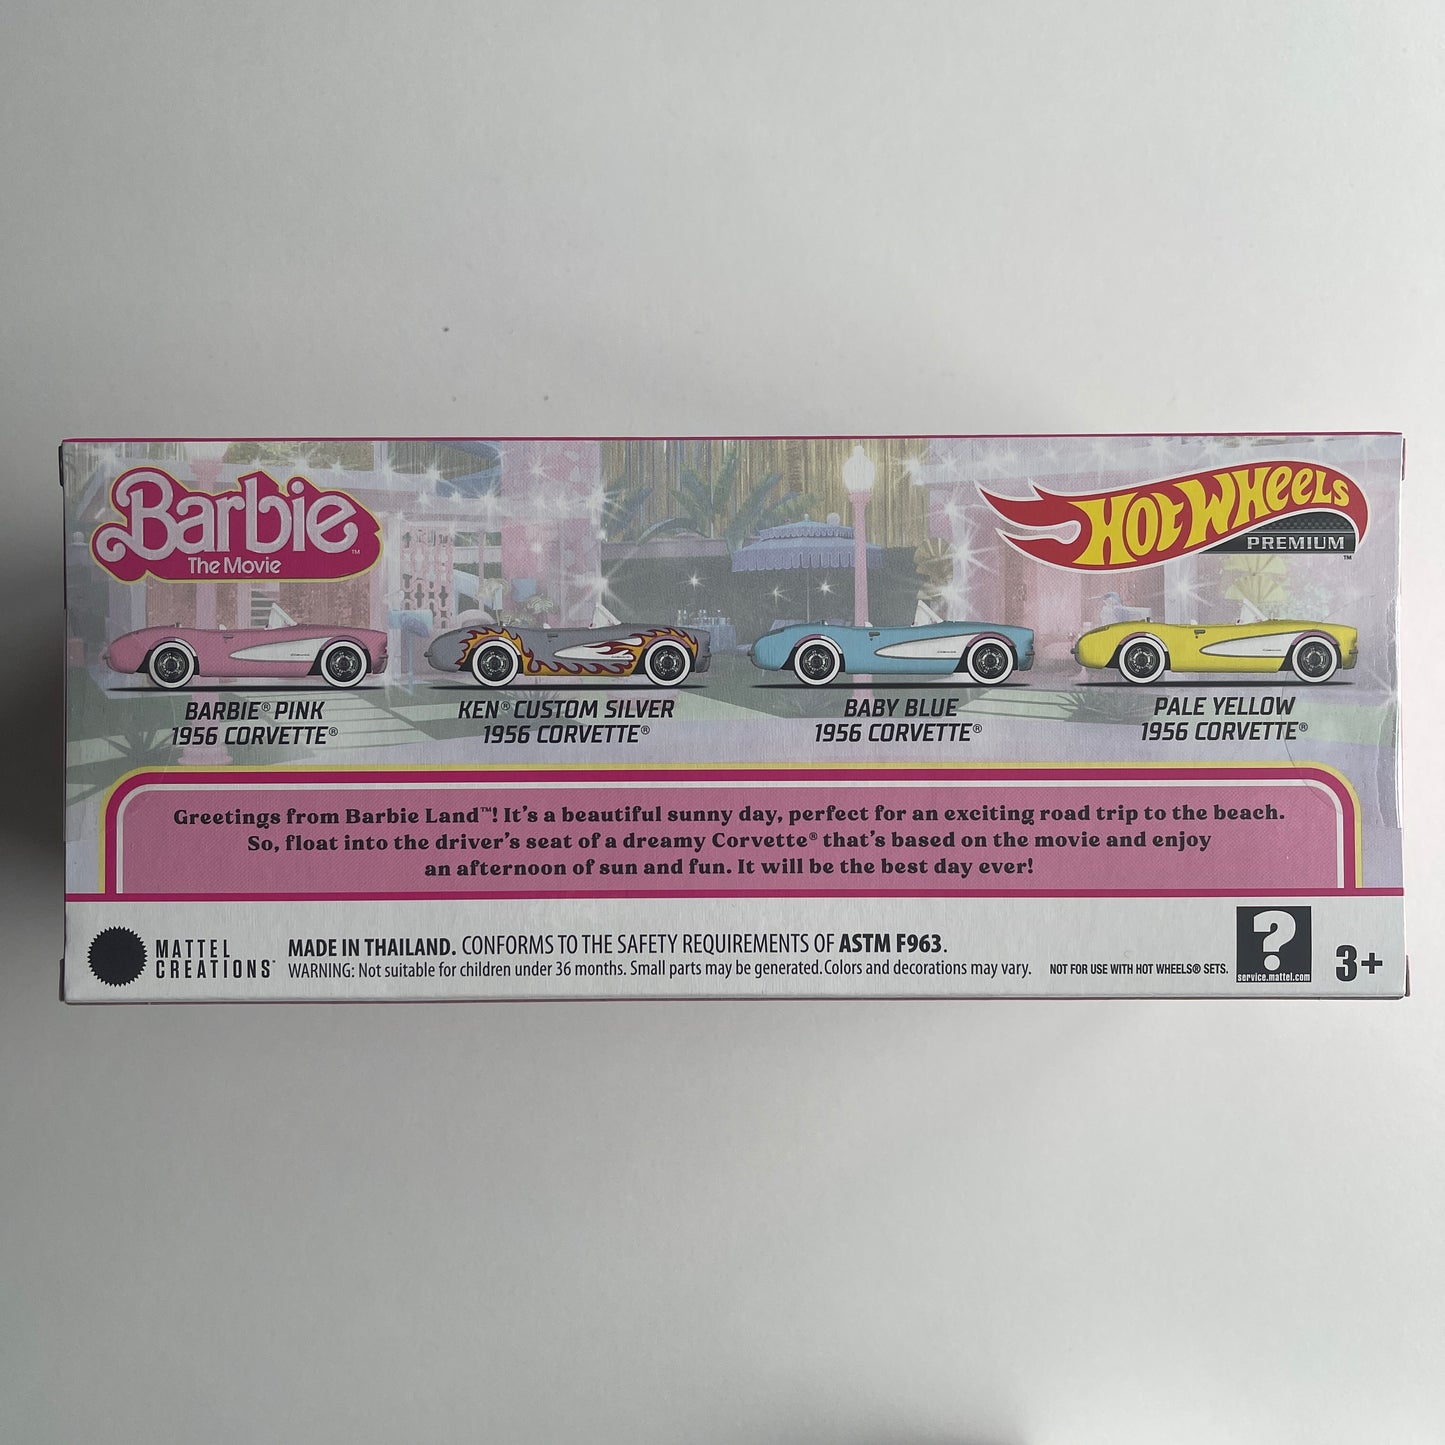 Barbie™
The Movie
HOT WHEELS
PREMIUM™
BARBIE® PINK
1956 CORVETTE®
KEN® CUSTOM SILVER
1956 CORVETTE®
BABY BLUE
1956 CORVETTE®
PALE YELLOW
1956 CORVETTE®
Greetings from Barbie Land™! It's a beautiful sunny day, perfect for an exciting road trip to the beach.
So, float into the driver's seat of a dreamy Corvette® that's based on the movie and enjoy
an afternoon of sun and fun. It will be the best day ever!
MATTEL
CREATIONS™
MADE IN THAILAND. CONFORMS TO THE SAFETY REQUIREMENTS OF ASTM F963.
WARNING: Not suitable for children under 36 months. Small parts may be generated. Colors and decorations may vary.
NOT FOR USE WITH HOT WHEELS® SETS.
?
service.mattel.com
3+